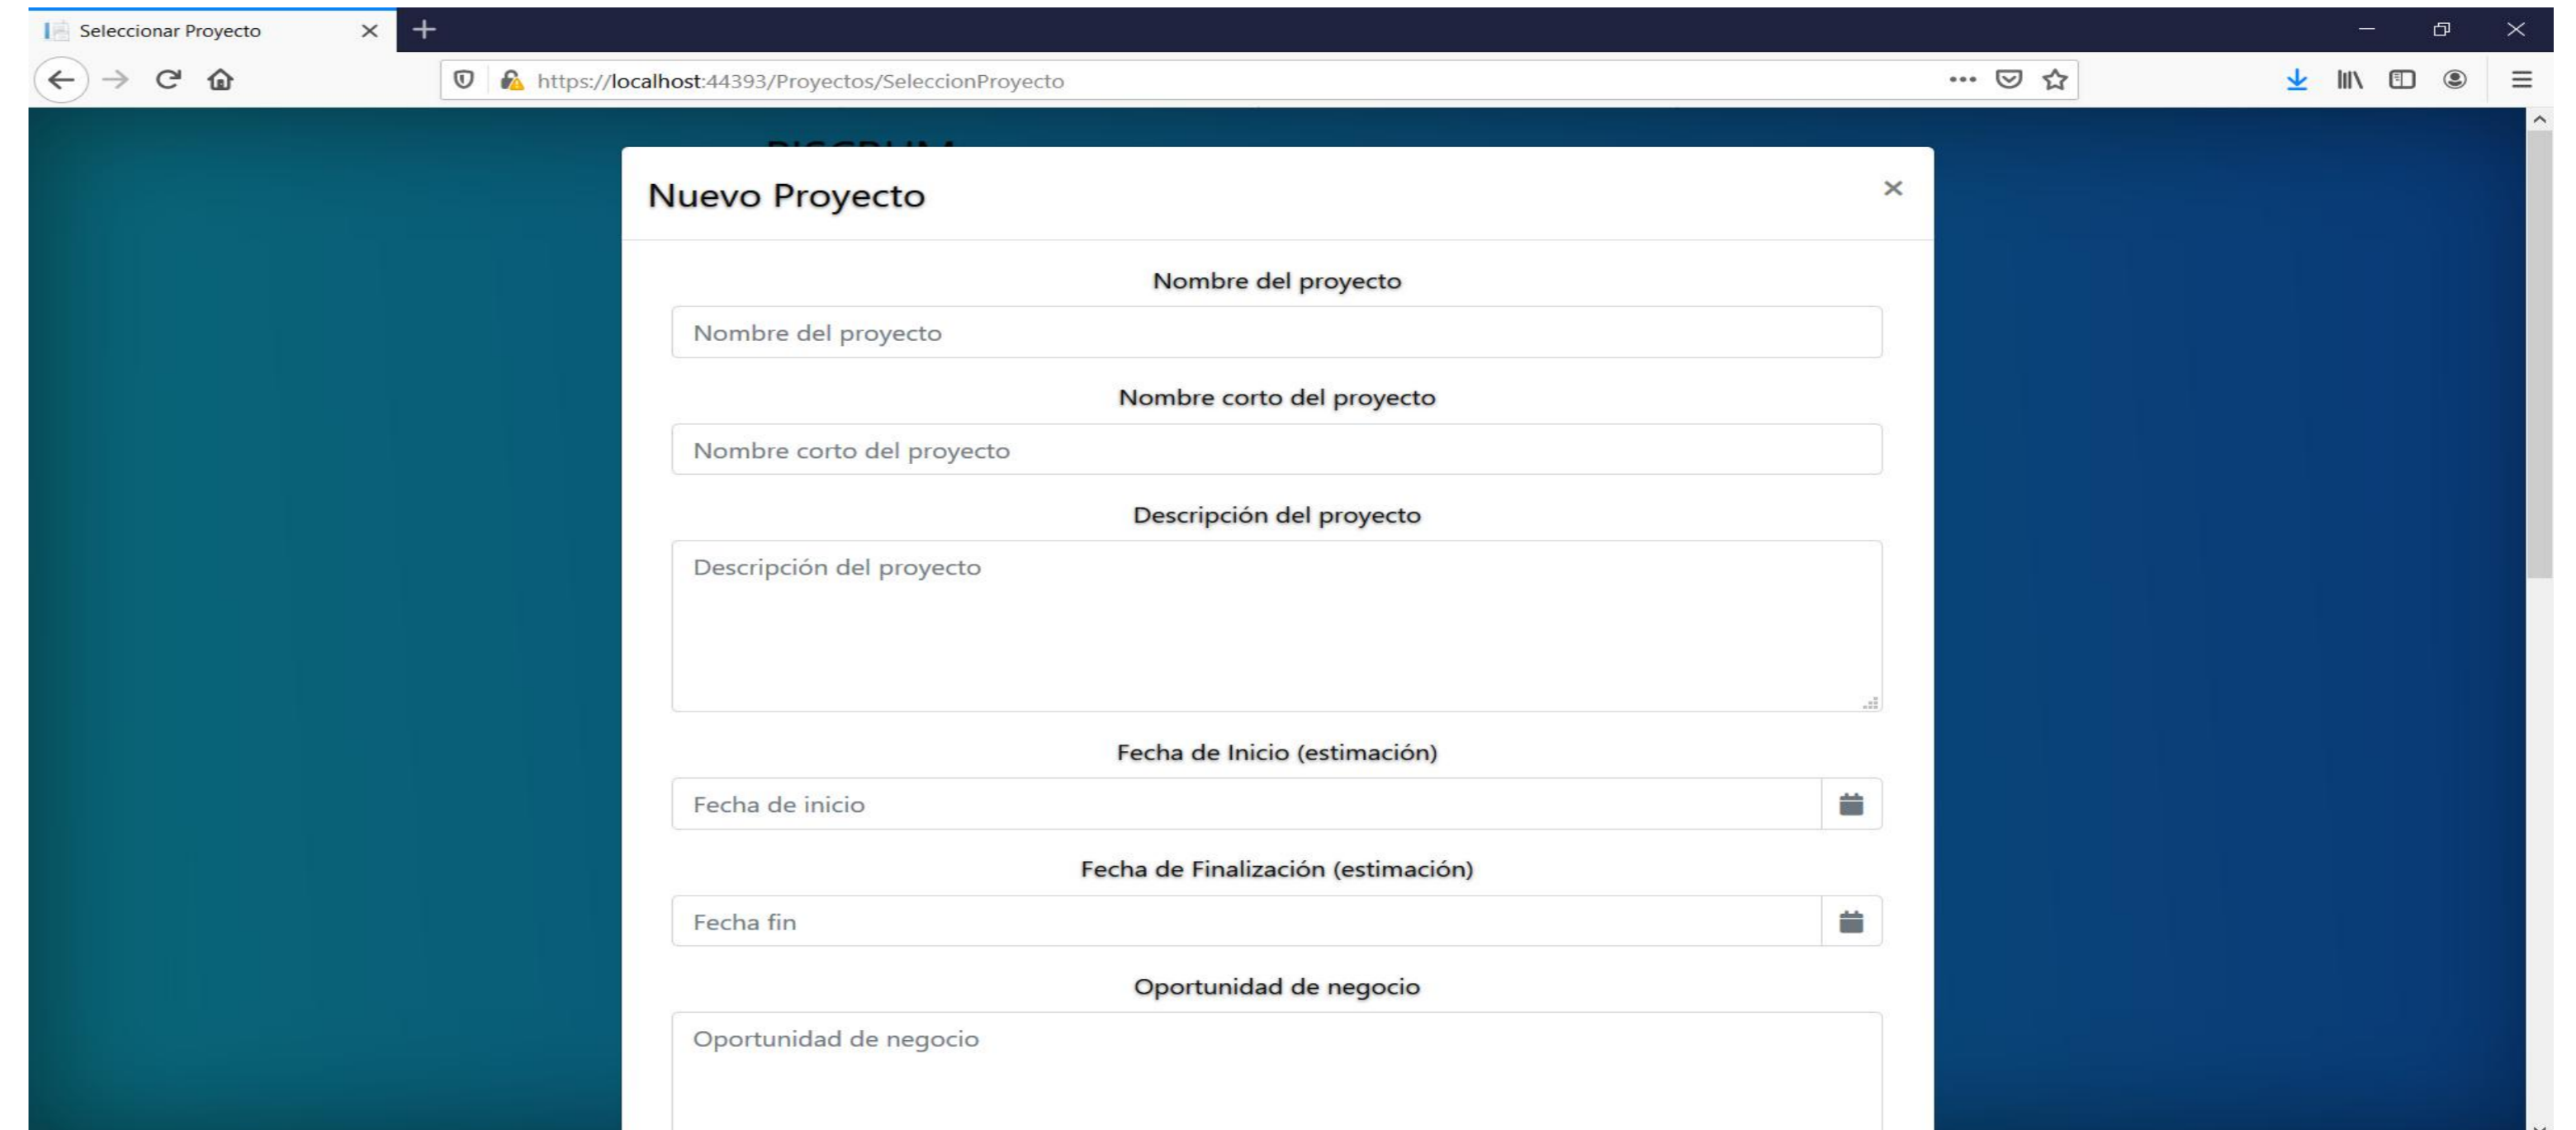 Seleccionar Proyecto
https://localhost:44393/Proyectos/SeleccionProyecto
Nuevo Proyecto
Nombre del proyecto
Nombre del proyecto
Nombre corto del proyecto
Nombre corto del proyecto
Descripción del proyecto
Descripción del proyecto
Fecha de Inicio (estimación)
Fecha de inicio
Fecha de Finalización (estimación)
Fecha fin
Oportunidad de negocio
Oportunidad de negocio